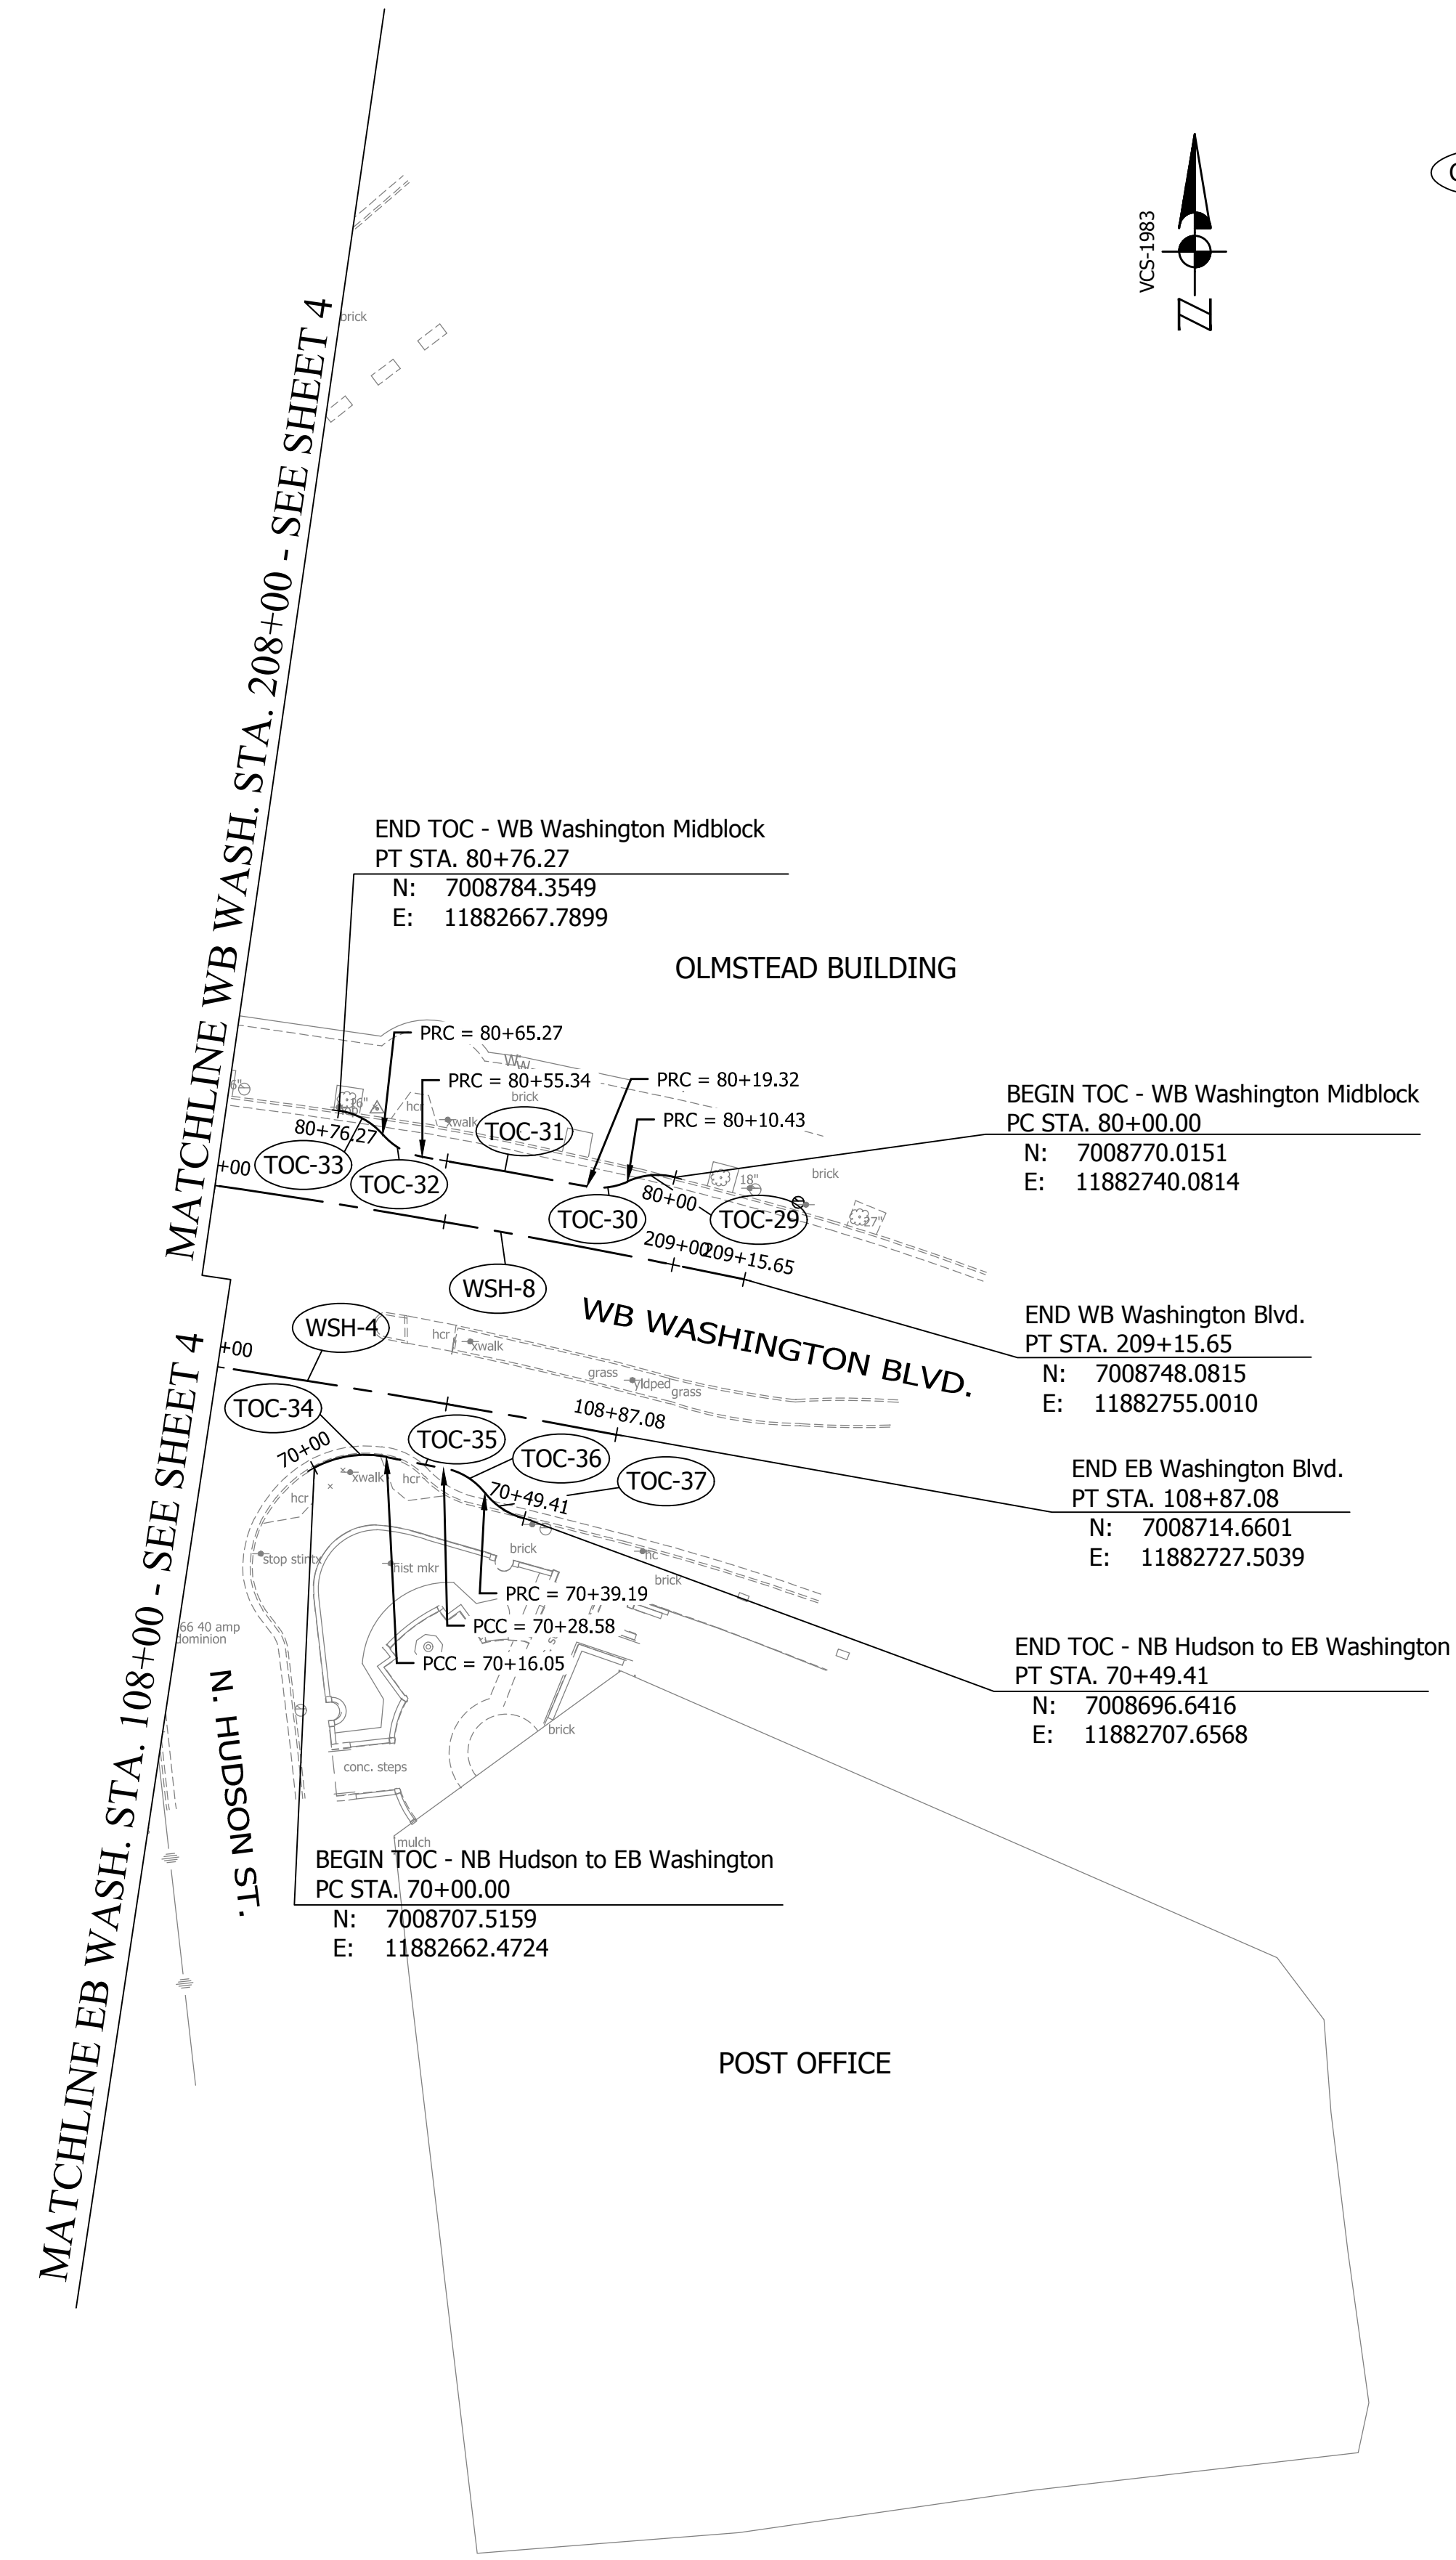 VCS-1983
MATCHLINE WB WASH. STA. 208+00 - SEE SHEET 4
brick
END TOC - WB Washington Midblock
PT STA. 80+76.27
N: 7008784.3549
E: 11882667.7899
OLMSTEAD BUILDING
PRC = 80+65.27
PRC = 80+55.34
PRC = 80+19.32
PRC = 80+10.43
brick
hcr
xwalk
16"
6"
80+76.27
TOC-33
TOC-32
TOC-31
TOC-30
80+00
TOC-29
18"
brick
27"
BEGIN TOC - WB Washington Midblock
PC STA. 80+00.00
N: 7008770.0151
E: 11882740.0814
+00
209+00
209+15.65
WSH-8
WB WASHINGTON BLVD.
END WB Washington Blvd.
PT STA. 209+15.65
N: 7008748.0815
E: 11882755.0010
MATCHLINE EB WASH. STA. 108+00 - SEE SHEET 4
+00
WSH-4
hcr
xwalk
grass
yldped
grass
108+87.08
END EB Washington Blvd.
PT STA. 108+87.08
N: 7008714.6601
E: 11882727.5039
TOC-34
TOC-35
TOC-36
TOC-37
70+00
70+49.41
xwalk
hcr
hcr
brick
nc
brick
hist mkr
PRC = 70+39.19
PCC = 70+28.58
PCC = 70+16.05
66 40 amp
dominion
END TOC - NB Hudson to EB Washington
PT STA. 70+49.41
N: 7008696.6416
E: 11882707.6568
N. HUDSON ST.
brick
conc. steps
mulch
BEGIN TOC - NB Hudson to EB Washington
PC STA. 70+00.00
N: 7008707.5159
E: 11882662.4724
POST OFFICE